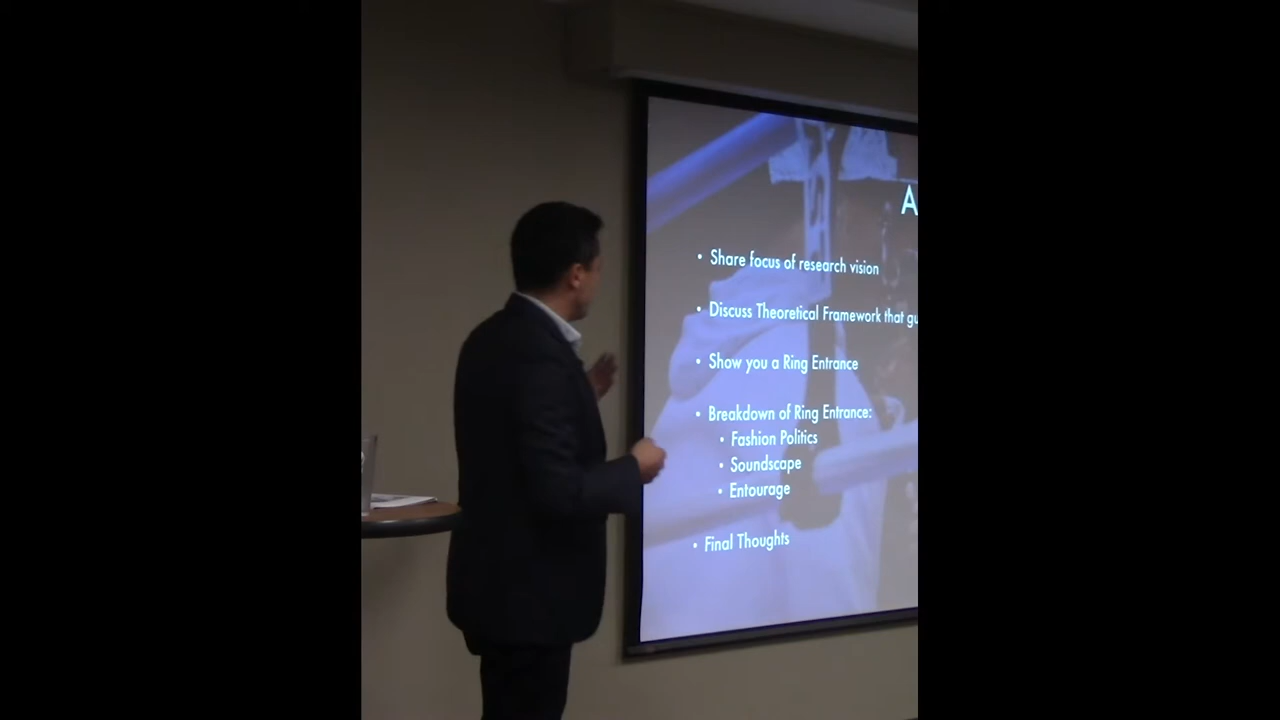 A
• Share focus of research vision
• Discuss Theoretical Framework that gu
• Show you a Ring Entrance
• Breakdown of Ring Entrance:
• Fashion Politics
• Soundscape
• Entourage
• Final Thoughts